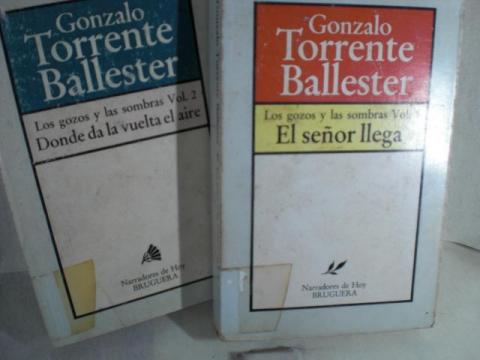 Gonzalo
Torrente
Ballester
Los gozos y las sombras Vol. 2
Donde da la vuelta el aire
Narradores de Hoy
BRUGUERA
Gonzalo
Torrente
Ballester
Los gozos y las sombras Vol.
El señor llega
Narradores de Hoy
BRUGUERA